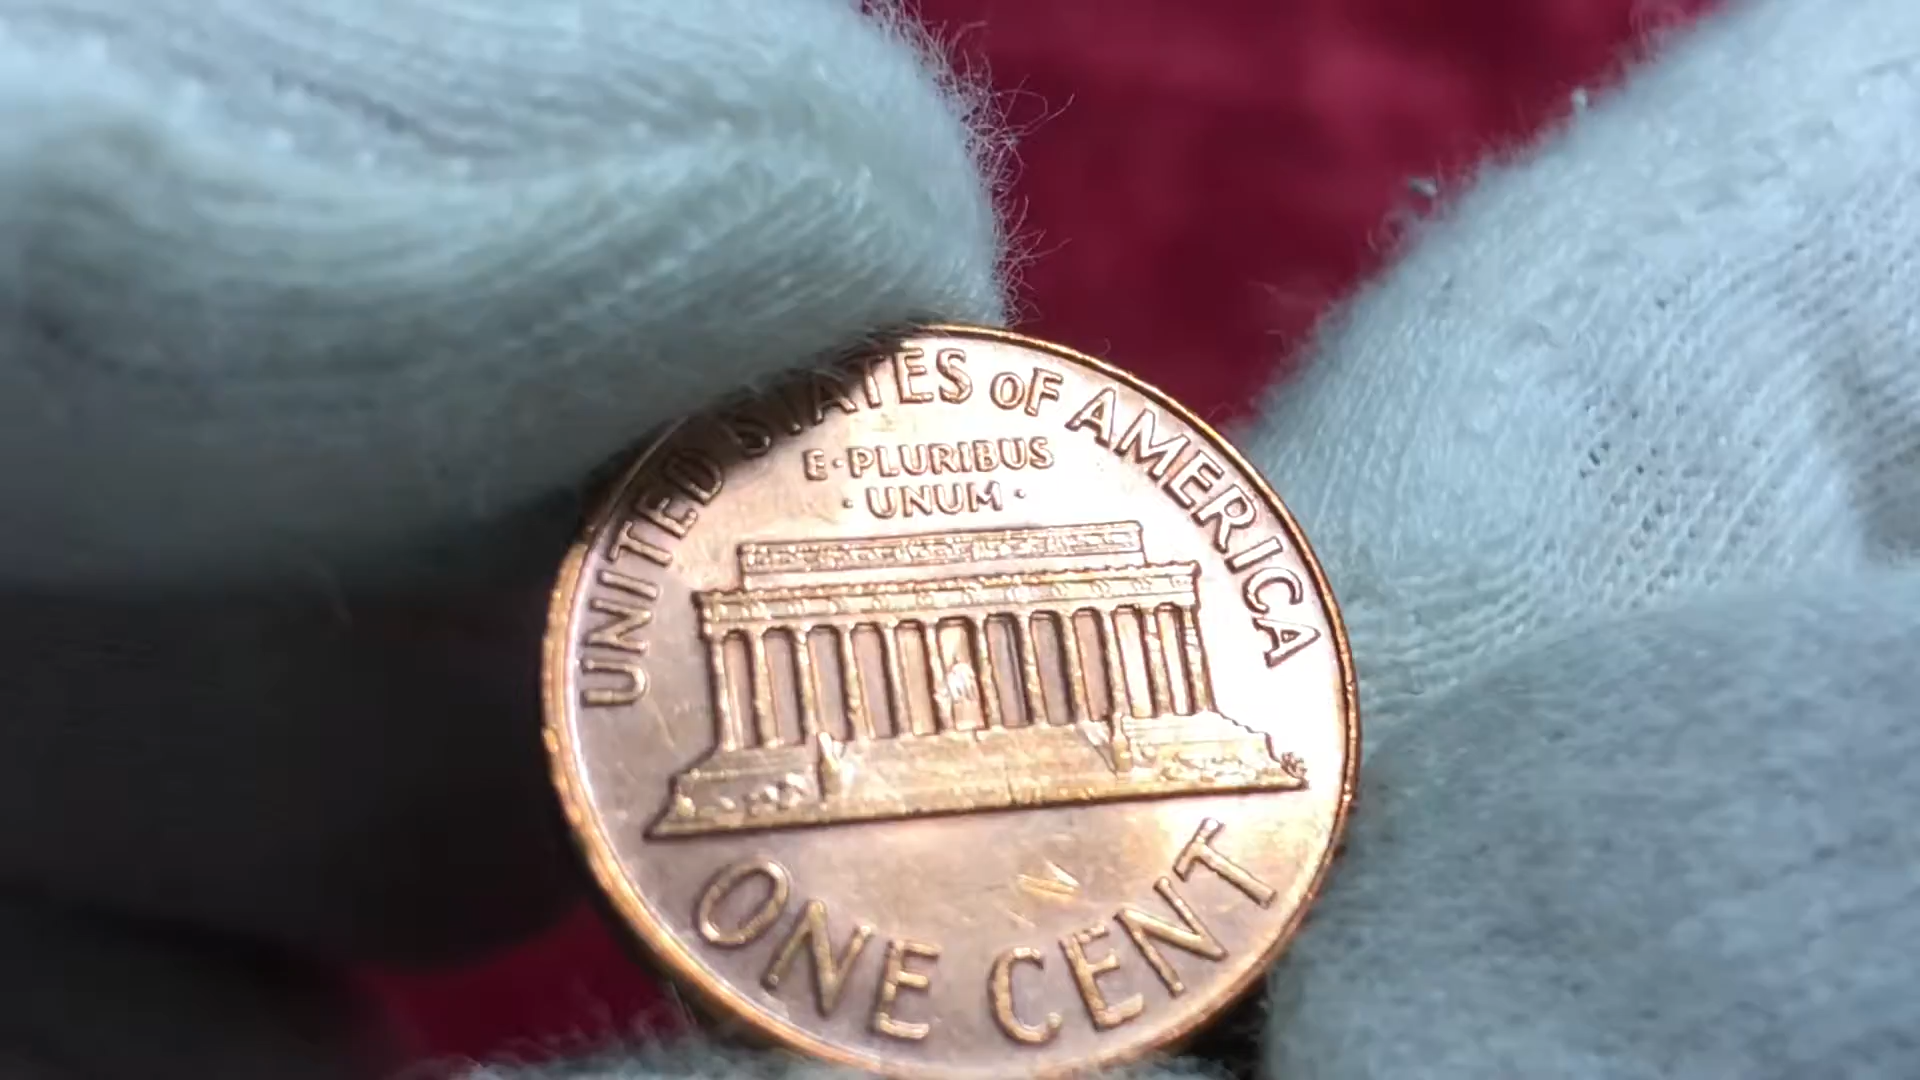 UNITED STATES OF AMERICA
E·PLURIBUS
·UNUM·
ONE CENT